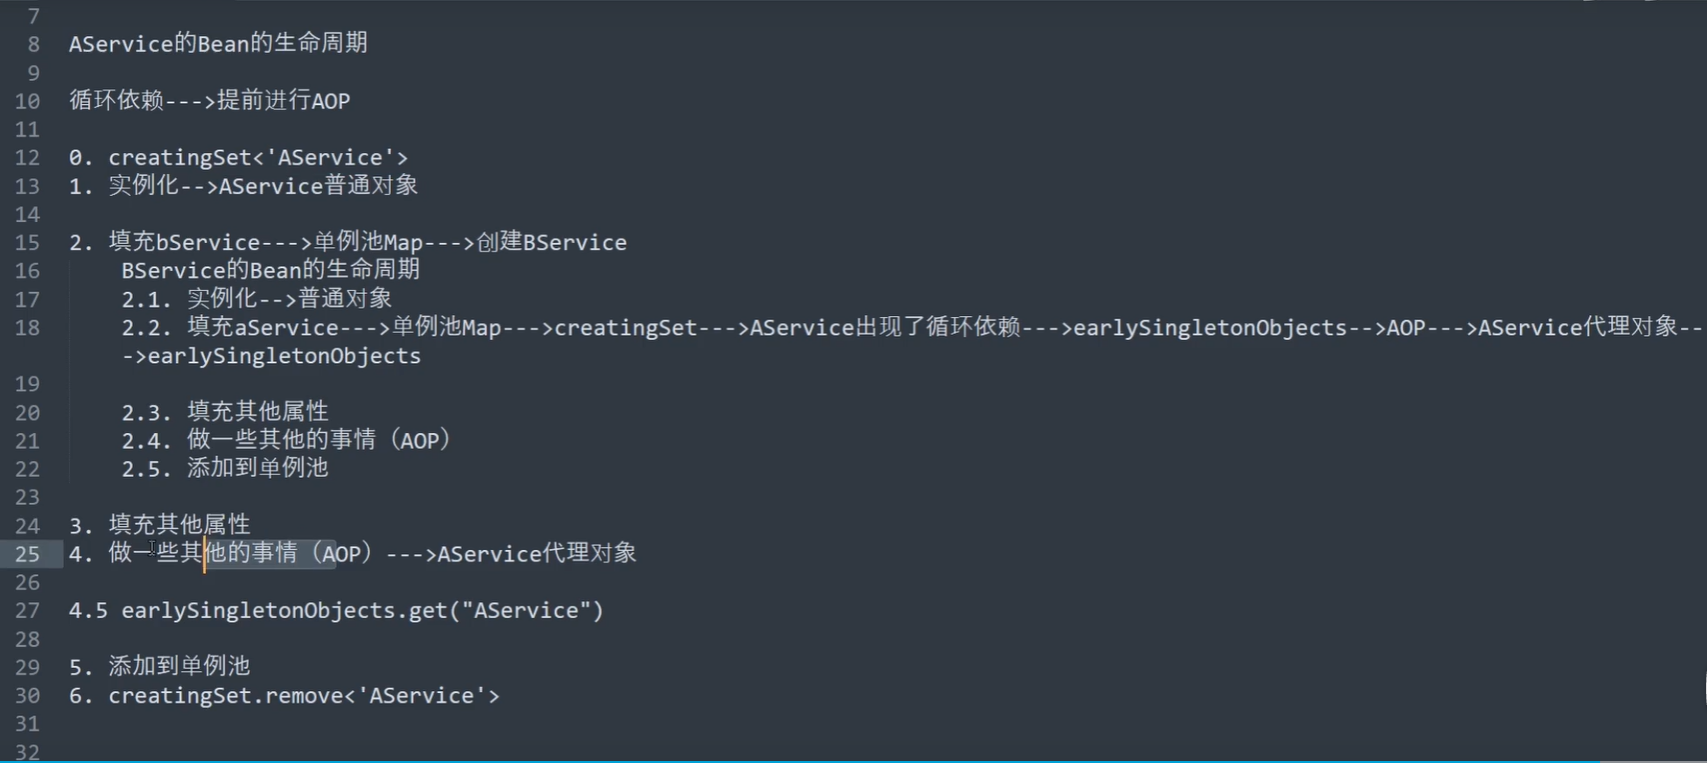 7
8 AService的Bean的生命周期
9
10 循环依赖--->提前进行AOP
11
12 0. creatingSet<'AService'>
13 1. 实例化-->AService普通对象
14
15 2. 填充bService--->单例池Map--->创建BService
16 BService的Bean的生命周期
17 2.1. 实例化-->普通对象
18 2.2. 填充aService--->单例池Map--->creatingSet--->AService出现了循环依赖--->earlySingletonObjects-->AOP--->AService代理对象--
->earlySingletonObjects
19
20 2.3. 填充其他属性
21 2.4. 做一些其他的事情（AOP）
22 2.5. 添加到单例池
23
24 3. 填充其他属性
25 4. 做一些其他的事情（AOP）--->AService代理对象
26
27 4.5 earlySingletonObjects.get("AService")
28
29 5. 添加到单例池
30 6. creatingSet.remove<'AService'>
31
32